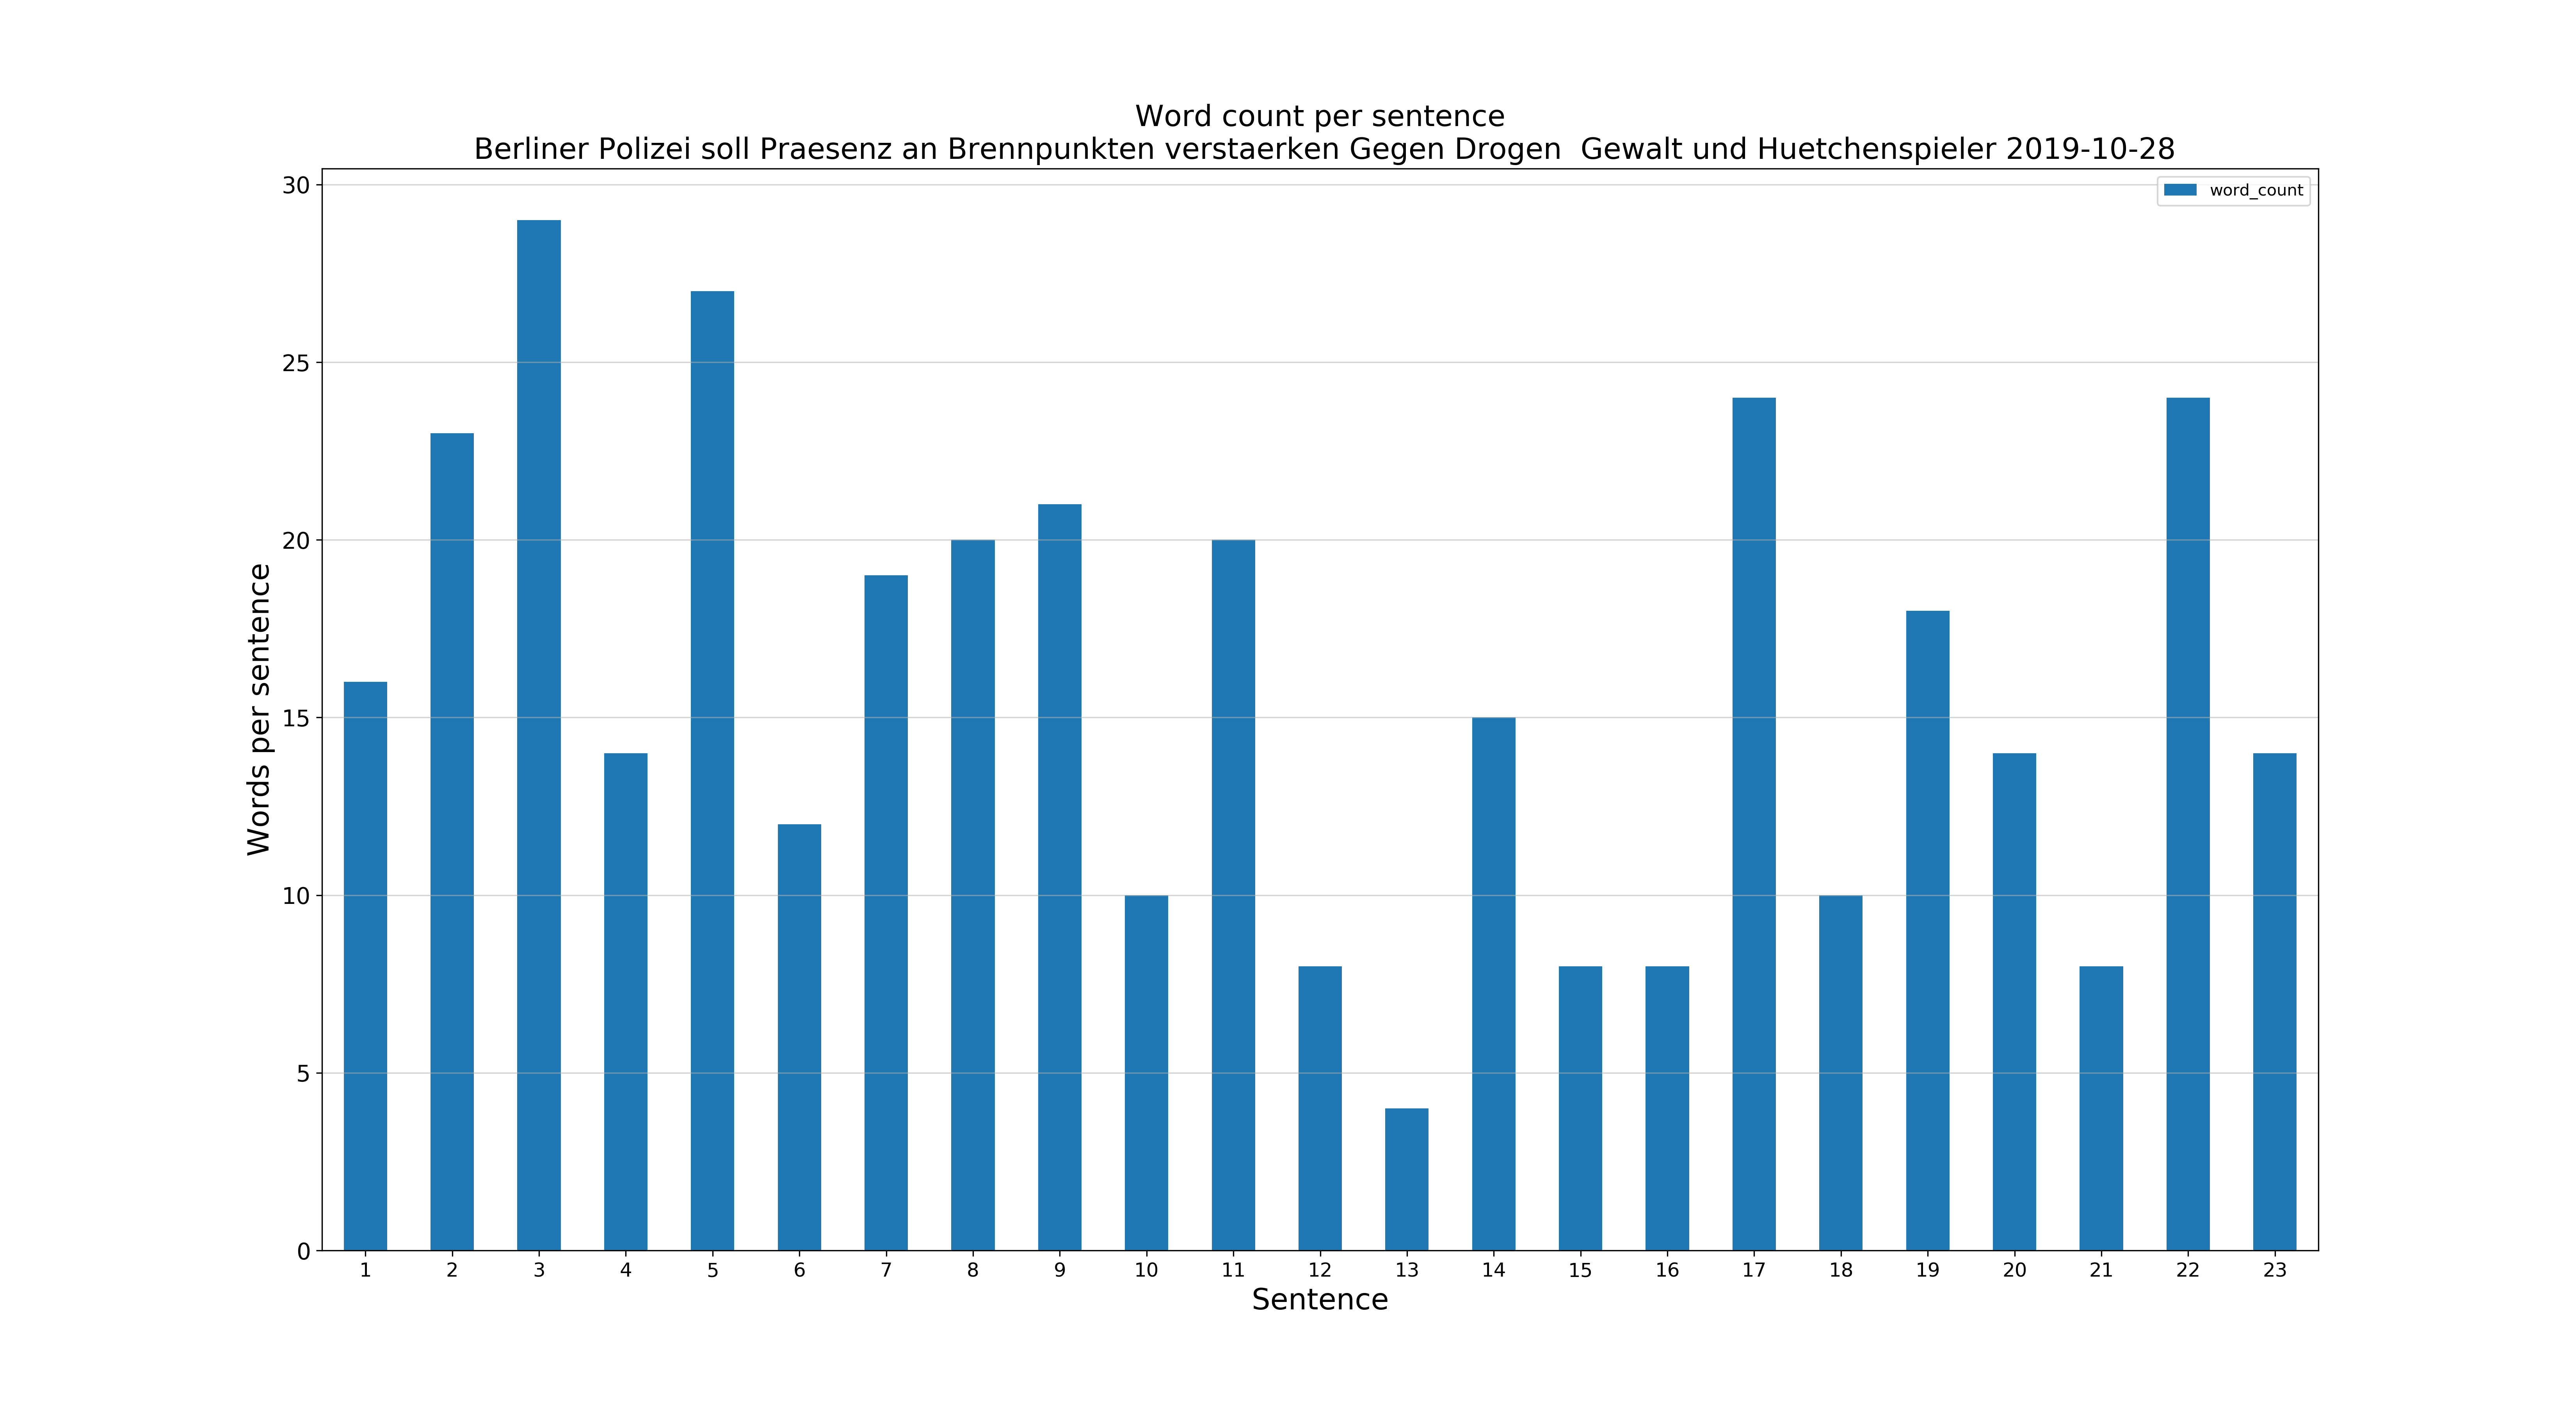 Word count per sentence
Berliner Polizei soll Praesenz an Brennpunkten verstaerken Gegen Drogen  Gewalt und Huetchenspieler 2019-10-28
word_count
30
25
20
15
10
5
0
Words per sentence
1 2 3 4 5 6 7 8 9 10 11 12 13 14 15 16 17 18 19 20 21 22 23
Sentence